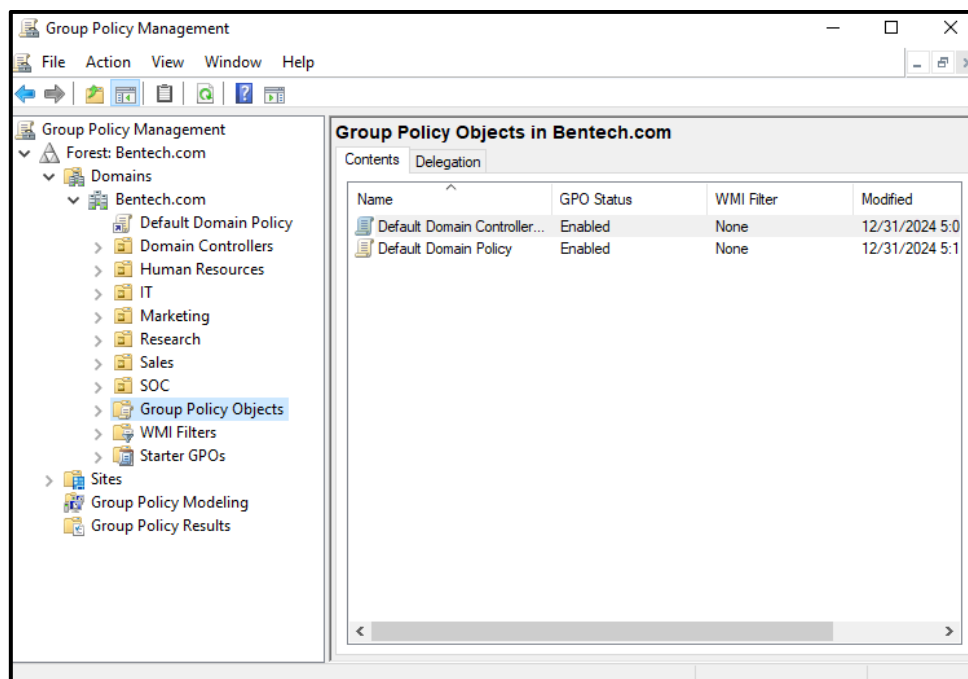 Group Policy Management
File Action View Window Help
Group Policy Management
Forest: Bentech.com
Domains
Bentech.com
Default Domain Policy
Domain Controllers
Human Resources
IT
Marketing
Research
Sales
SOC
Group Policy Objects
WMI Filters
Starter GPOs
Sites
Group Policy Modeling
Group Policy Results
Group Policy Objects in Bentech.com
Contents Delegation
Name GPO Status WMI Filter Modified
Default Domain Controller... Enabled None 12/31/2024 5:0
Default Domain Policy Enabled None 12/31/2024 5:1